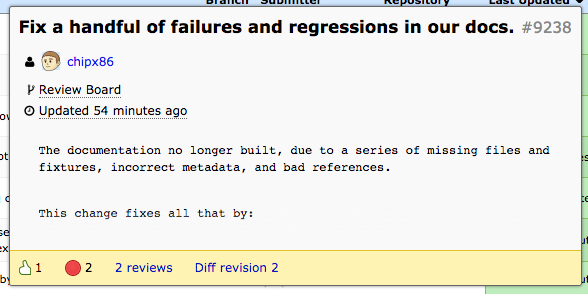 Branch Submitter Repository Last Updated
Fix a handful of failures and regressions in our docs. #9238
chipx86
Review Board
Updated 54 minutes ago
The documentation no longer built, due to a series of missing files and
fixtures, incorrect metadata, and bad references.
This change fixes all that by:
1 2 2 reviews Diff revision 2